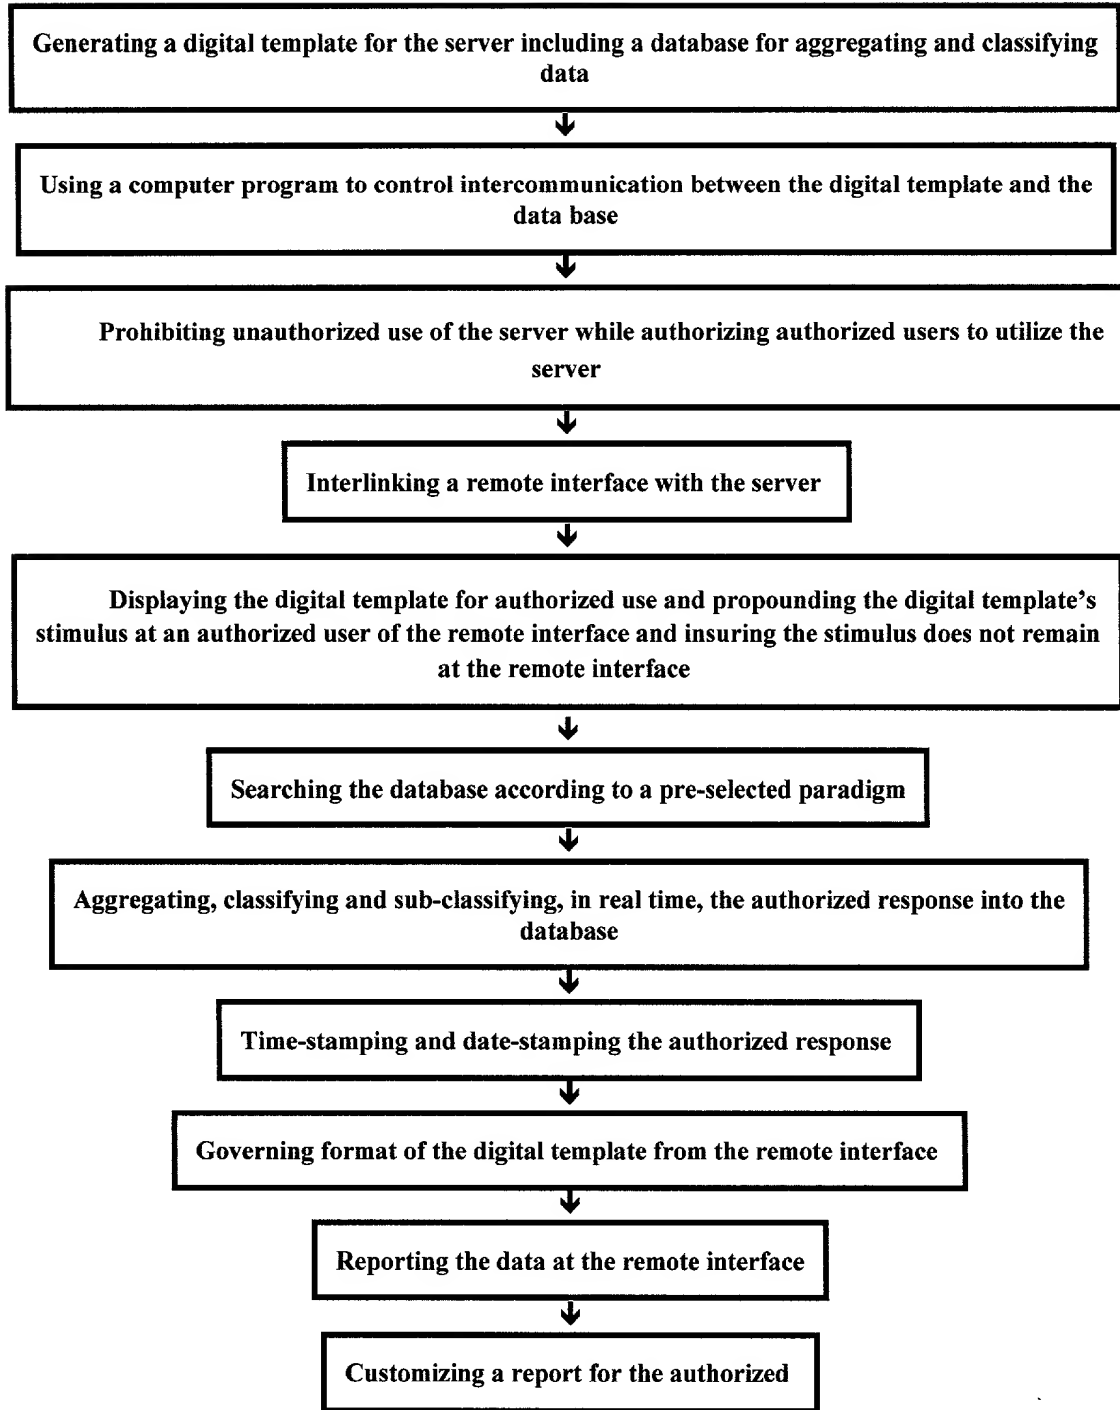 Generating a digital template for the server including a database for aggregating and classifying
data
Using a computer program to control intercommunication between the digital template and the
data base
Prohibiting unauthorized use of the server while authorizing authorized users to utilize the
server
Interlinking a remote interface with the server
Displaying the digital template for authorized use and propounding the digital template's
stimulus at an authorized user of the remote interface and insuring the stimulus does not remain
at the remote interface
Searching the database according to a pre-selected paradigm
Aggregating, classifying and sub-classifying, in real time, the authorized response into the
database
Time-stamping and date-stamping the authorized response
Governing format of the digital template from the remote interface
Reporting the data at the remote interface
Customizing a report for the authorized